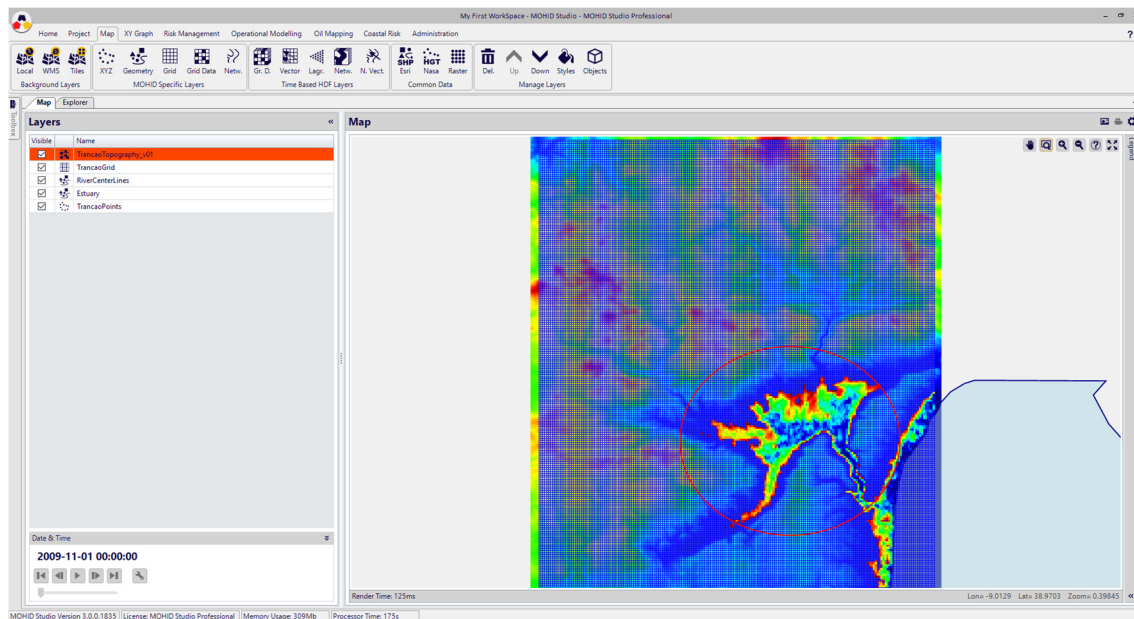 My First WorkSpace - MOHID Studio - MOHID Studio Professional
Home Project Map XY Graph Risk Management Operational Modelling Oil Mapping Coastal Risk Administration ?
SHP HGT
Local WMS Tiles XYZ Geometry Grid Grid Data Netw. Gr. D. Vector Lagr. Netw. N. Vect. Esri Nasa Raster Del. Up Down Styles Objects
Background Layers MOHID Specific Layers Time Based HDF Layers Common Data Manage Layers
Map Explorer
Toolbox
Layers «
Map
Legend
Visible Name
TrancaoTopography_v01
TrancaoGrid
RiverCenterLines
Estuary
TrancaoPoints
Date & Time
2009-11-01 00:00:00
Render Time: 125ms Lon= -9.0129 Lat= 38.9703 Zoom= 0.39845 «
MOHID Studio Version 3.0.0.1835 License: MOHID Studio Professional Memory Usage: 309Mb Processor Time: 175s